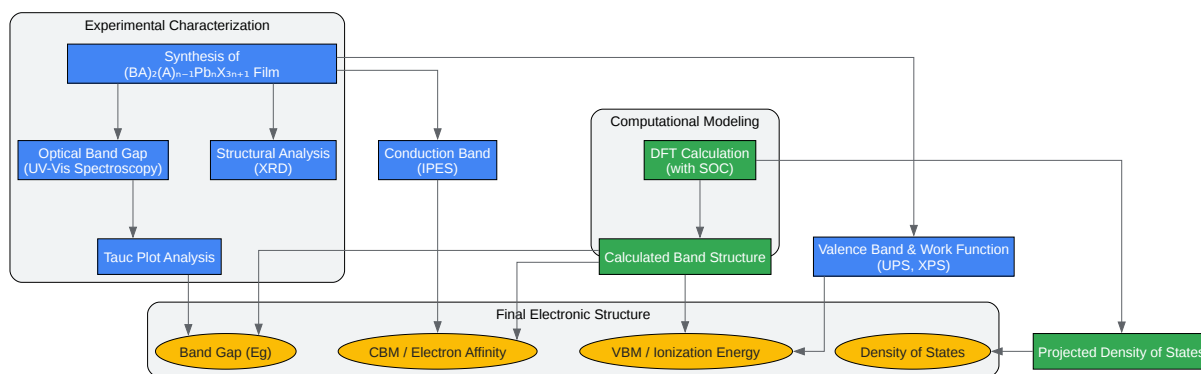 Experimental Characterization
Synthesis of
(BA)₂(A)ₙ₋₁PbₙX₃ₙ₊₁ Film
Computational Modeling
Optical Band Gap
(UV-Vis Spectroscopy)
Structural Analysis
(XRD)
Conduction Band
(IPES)
DFT Calculation
(with SOC)
Tauc Plot Analysis
Calculated Band Structure
Valence Band & Work Function
(UPS, XPS)
Final Electronic Structure
Band Gap (Eg)
CBM / Electron Affinity
VBM / Ionization Energy
Density of States
Projected Density of States